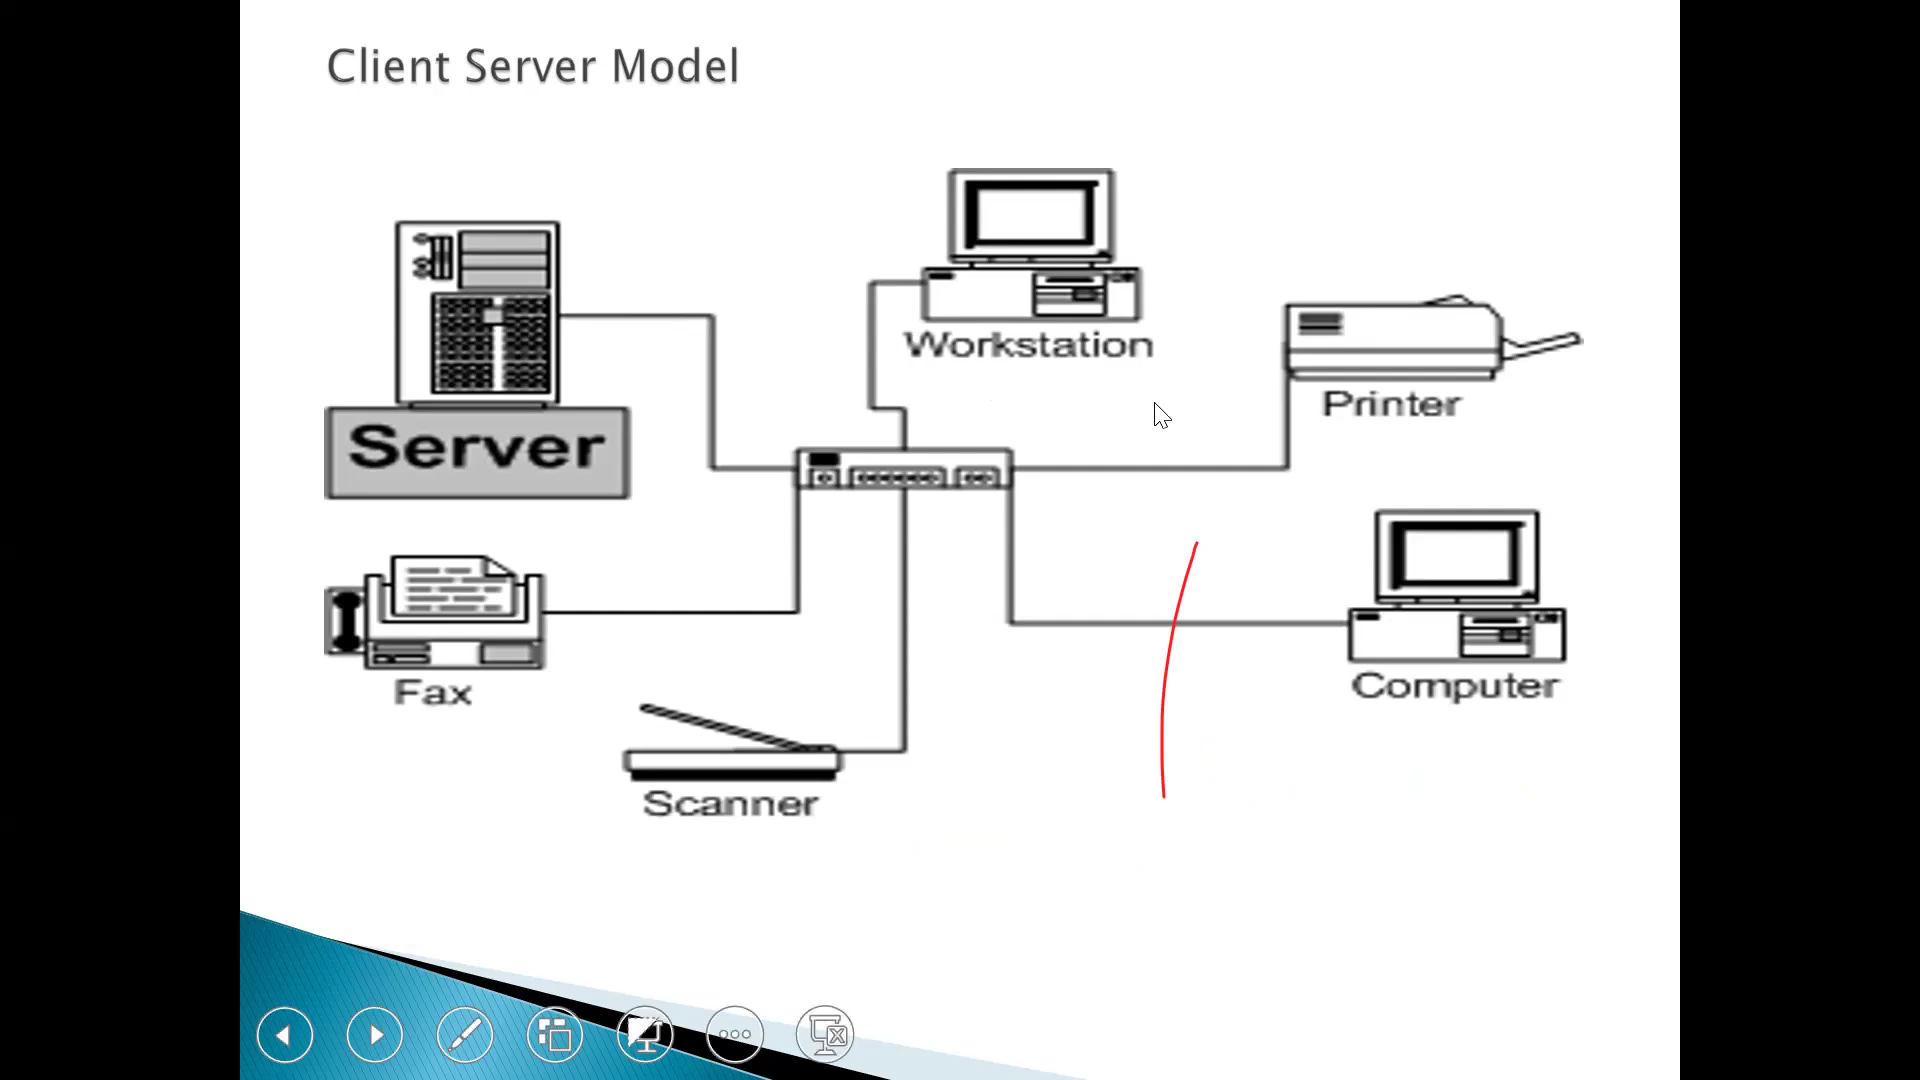 Client Server Model
Workstation
Printer
Server
Computer
Fax
Scanner